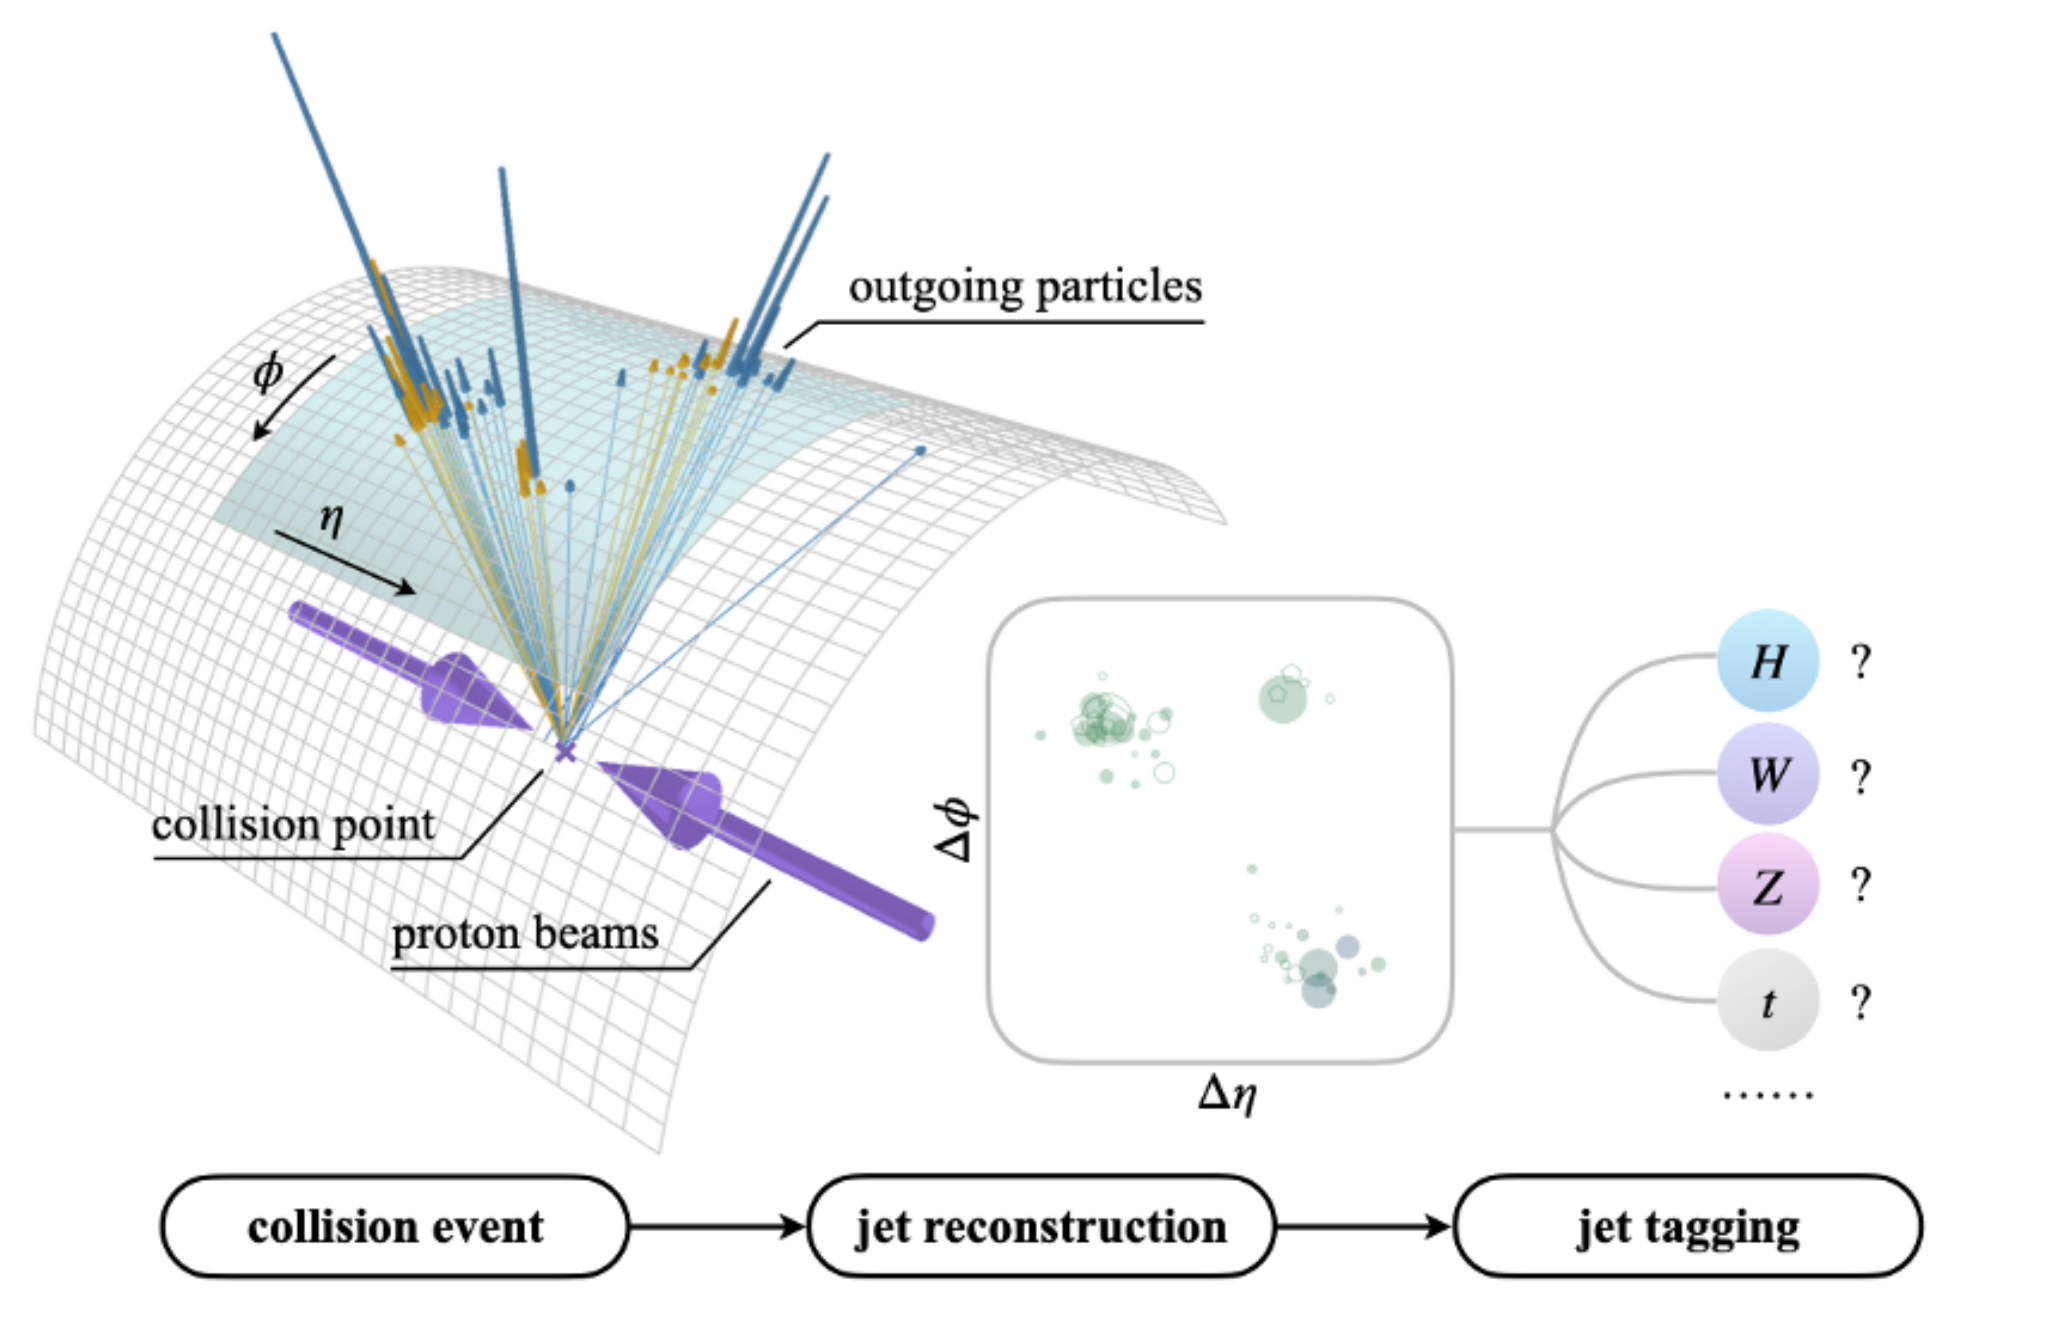 outgoing particles
ϕ
η
collision point
proton beams
Δϕ
Δη
H ?
W ?
Z ?
t ?
......
collision event
jet reconstruction
jet tagging